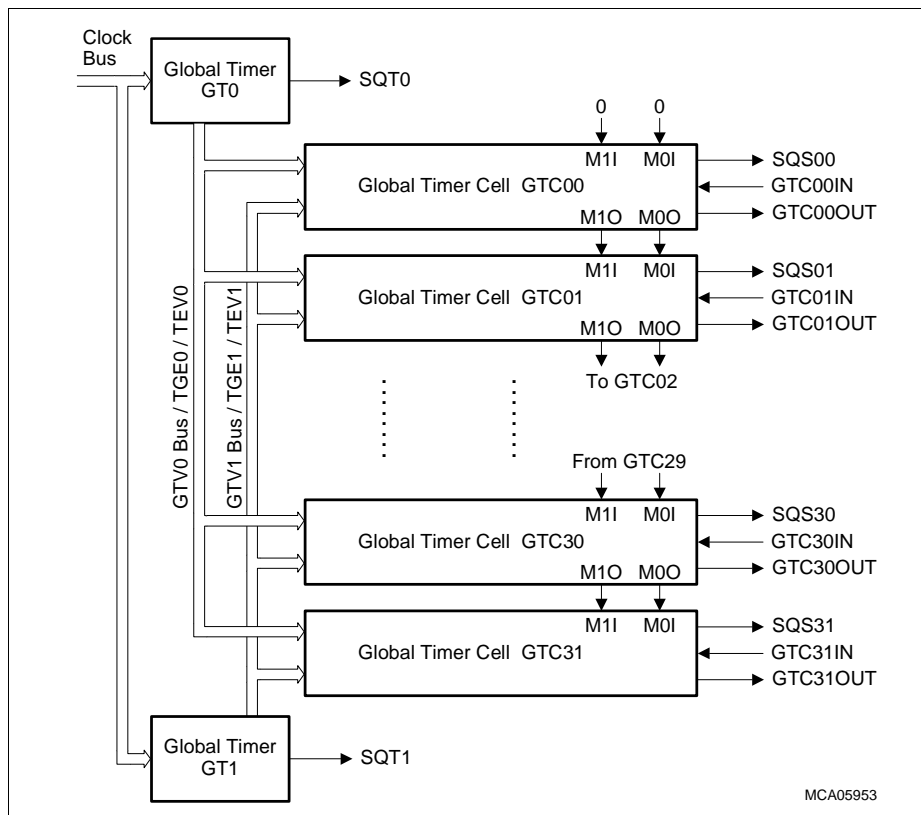 Clock
Bus
Global Timer
GT0
SQT0
0 0
M1I M0I
Global Timer Cell GTC00
M1O M0O
SQS00
GTC00IN
GTC00OUT
M1I M0I
Global Timer Cell GTC01
M1O M0O
SQS01
GTC01IN
GTC01OUT
To GTC02
GTV0 Bus / TGE0 / TEV0
GTV1 Bus / TGE1 / TEV1
From GTC29
M1I M0I
Global Timer Cell GTC30
M1O M0O
SQS30
GTC30IN
GTC30OUT
M1I M0I
Global Timer Cell GTC31
SQS31
GTC31IN
GTC31OUT
Global Timer
GT1
SQT1
MCA05953